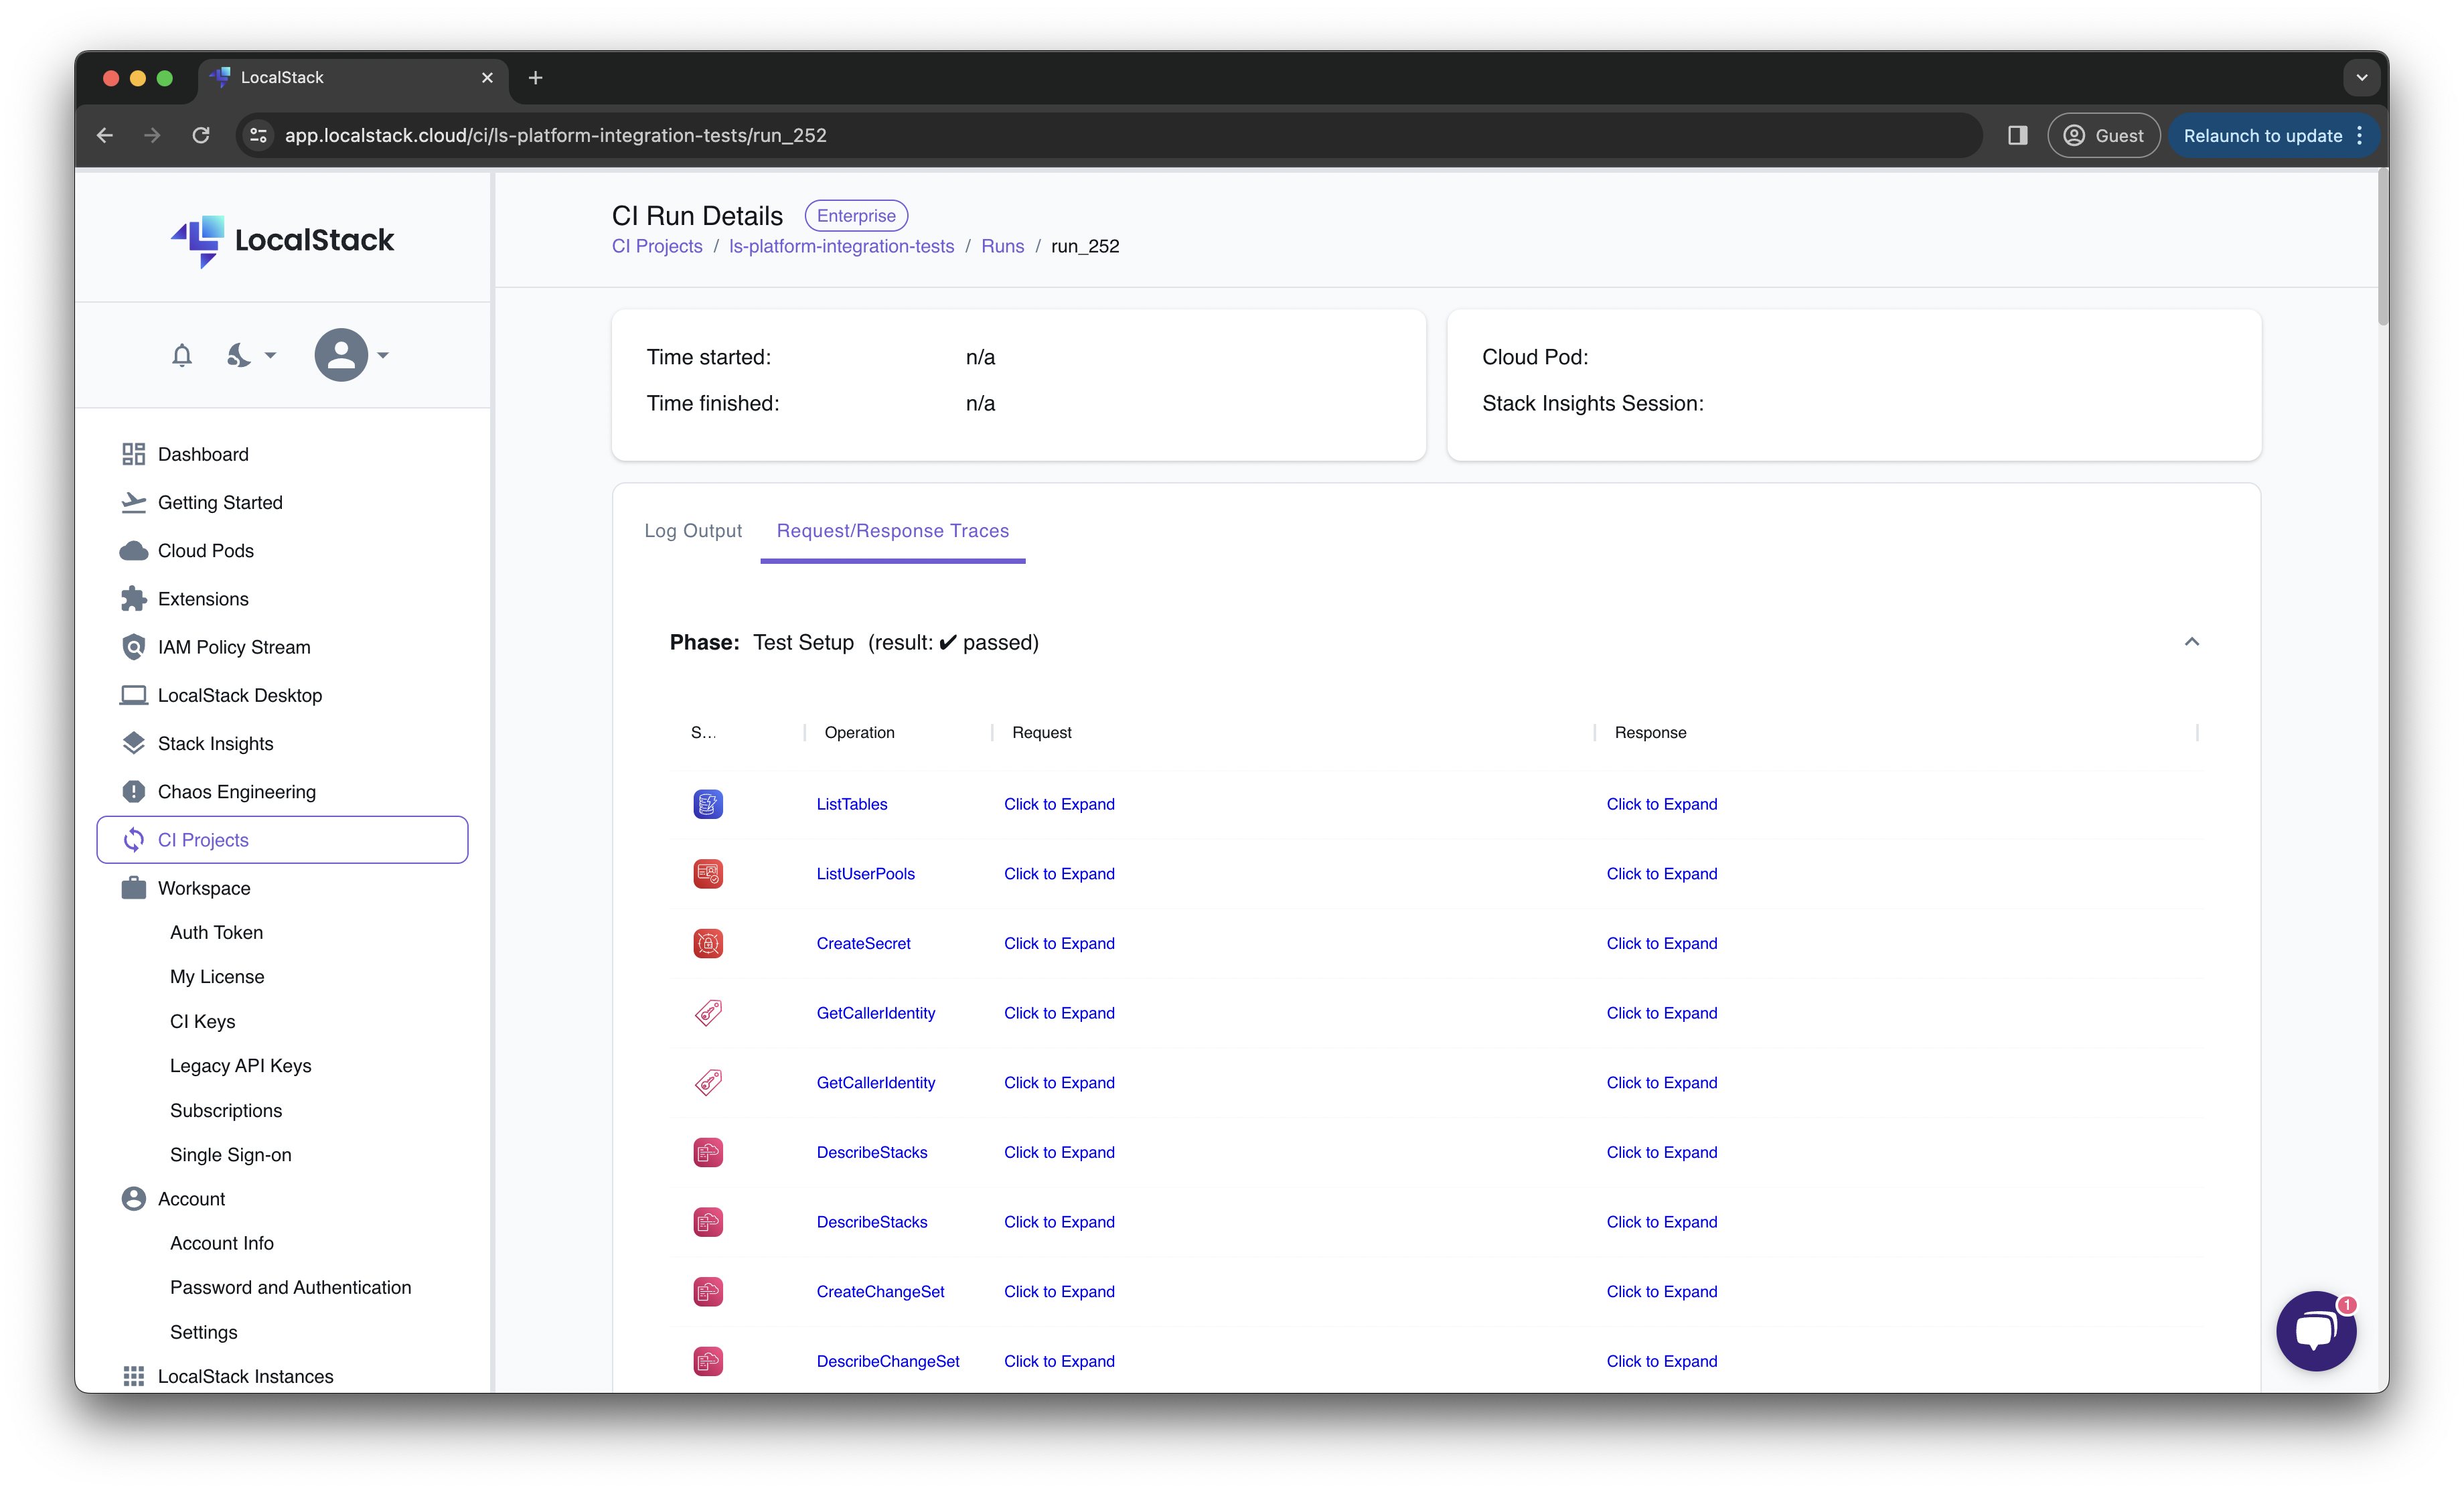 LocalStack
app.localstack.cloud/ci/ls-platform-integration-tests/run_252
Guest
Relaunch to update
LocalStack
Dashboard
Getting Started
Cloud Pods
Extensions
IAM Policy Stream
LocalStack Desktop
Stack Insights
Chaos Engineering
CI Projects
Workspace
Auth Token
My License
CI Keys
Legacy API Keys
Subscriptions
Single Sign-on
Account
Account Info
Password and Authentication
Settings
LocalStack Instances
CI Run Details Enterprise
CI Projects / ls-platform-integration-tests / Runs / run_252
Time started: n/a
Time finished: n/a
Cloud Pod:
Stack Insights Session:
Log Output Request/Response Traces
Phase: Test Setup (result: ✔ passed)
S... Operation Request Response
ListTables Click to Expand Click to Expand
ListUserPools Click to Expand Click to Expand
CreateSecret Click to Expand Click to Expand
GetCallerIdentity Click to Expand Click to Expand
GetCallerIdentity Click to Expand Click to Expand
DescribeStacks Click to Expand Click to Expand
DescribeStacks Click to Expand Click to Expand
CreateChangeSet Click to Expand Click to Expand
DescribeChangeSet Click to Expand Click to Expand
1